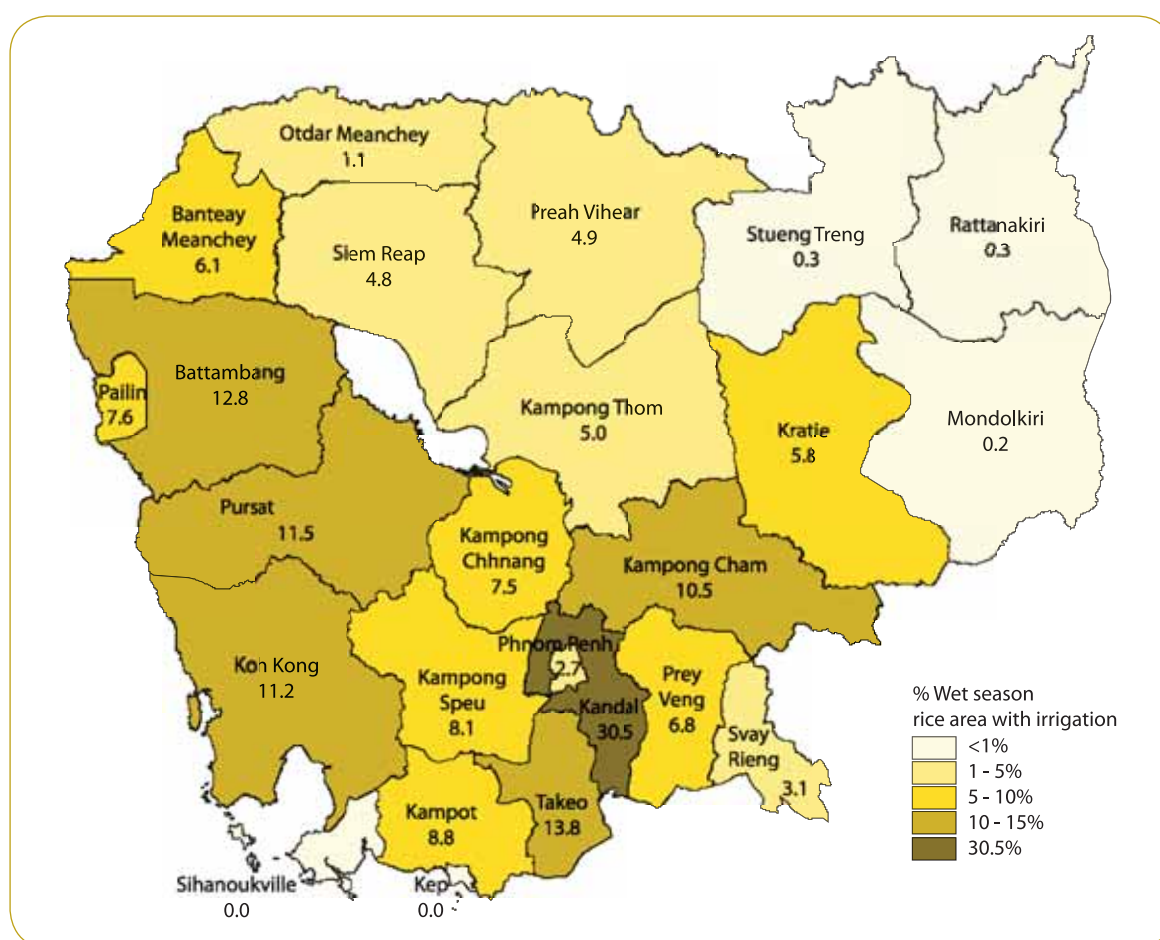 Otdar Meanchey
1.1
Banteay
Meanchey
6.1
Siem Reap
4.8
Preah Vihear
4.9
Stueng Treng
0.3
Rattanakiri
0.3
Battambang
12.8
Pailin
7.6
Kampong Thom
5.0
Kratie
5.8
Mondolkiri
0.2
Pursat
11.5
Kampong
Chhnang
7.5
Kampong Cham
10.5
Koh Kong
11.2
Kampong
Speu
8.1
Phnom Penh
2.7
Kandal
30.5
Prey
Veng
6.8
Svay
Rieng
3.1
Kampot
8.8
Takeo
13.8
Sihanoukville
0.0
Kep
0.0
% Wet season
rice area with irrigation
<1%
1 - 5%
5 - 10%
10 - 15%
30.5%